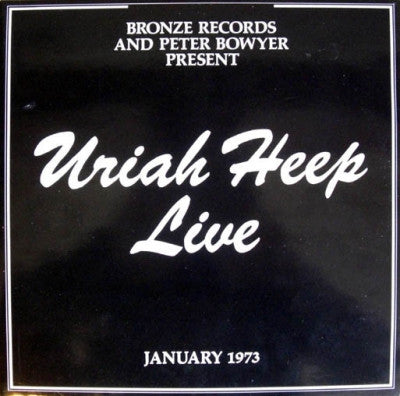 BRONZE RECORDS
AND PETER BOWYER
PRESENT
Uriah Heep
Live
JANUARY 1973